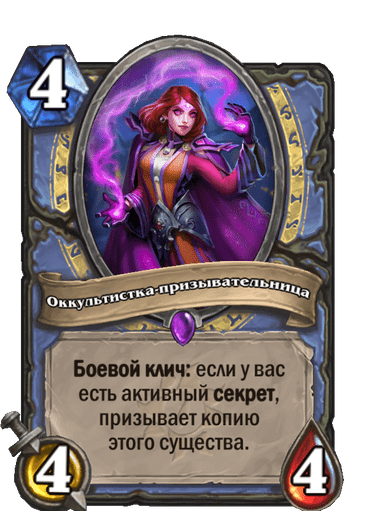 4
Оккультистка-призывательница
Боевой клич: если у вас
есть активный секрет,
призывает копию
этого существа.
4
4